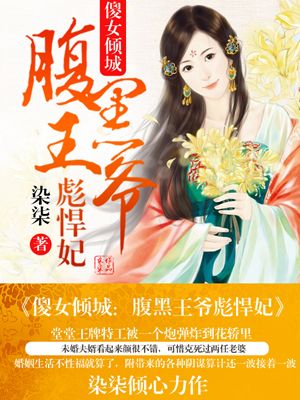 傻女倾城
腹黑王爷
彪悍妃
染柒 著
《傻女倾城：腹黑王爷彪悍妃》
堂堂王牌特工被一个炮弹炸到花轿里
未婚夫婿看起来颜很不错，可惜克死过两任老婆
婚姻生活不性福就算了，附带来的各种阴谋算计还一波接着一波
染柒倾心力作